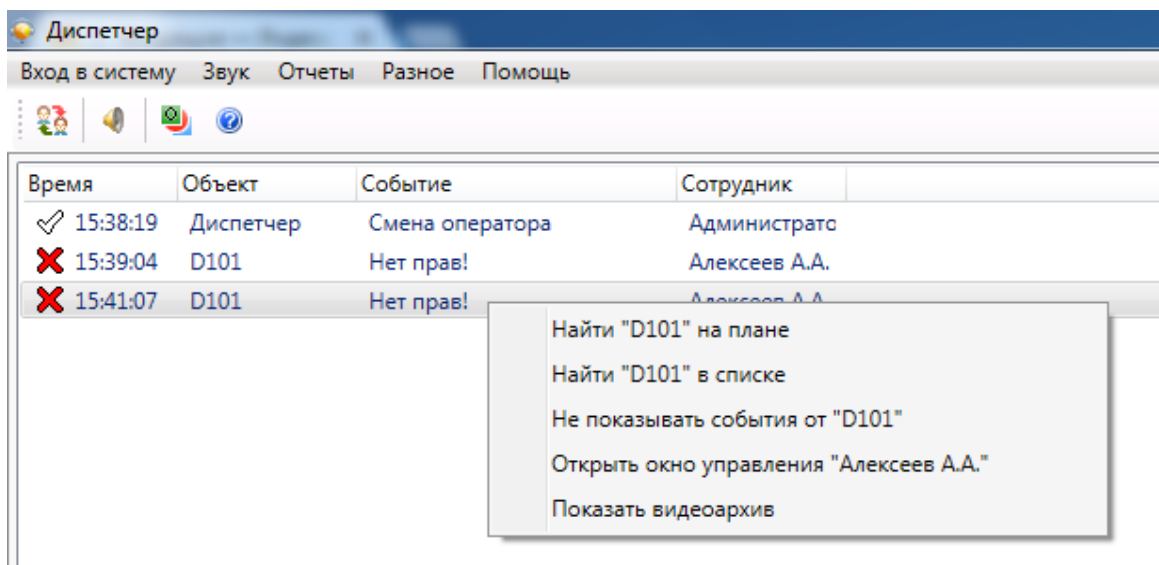 Диспетчер
Вход в систему Звук Отчеты Разное Помощь
Время Объект Событие Сотрудник
15:38:19 Диспетчер Смена оператора Администратс
15:39:04 D101 Нет прав! Алексеев А.А.
15:41:07 D101 Нет прав! Алексеев А.А.
Найти "D101" на плане
Найти "D101" в списке
Не показывать события от "D101"
Открыть окно управления "Алексеев А.А."
Показать видеоархив